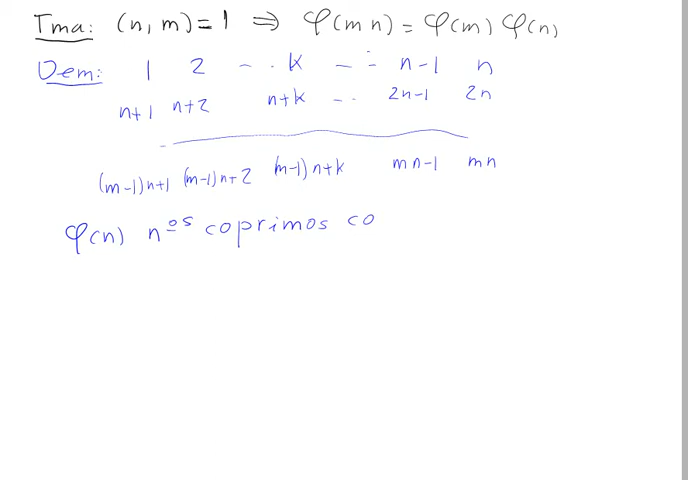 Tma: (n, m) = 1 ⇒ φ(m n) = φ(m) φ(n)
Dem: 1 2 - .. k - -- n-1 n
n+1 n+2 n+k -.. 2n-1 2n
(m-1)n+1 (m-1)n+2 (m-1)n+k mn-1 mn
φ(n) nºs coprimos co